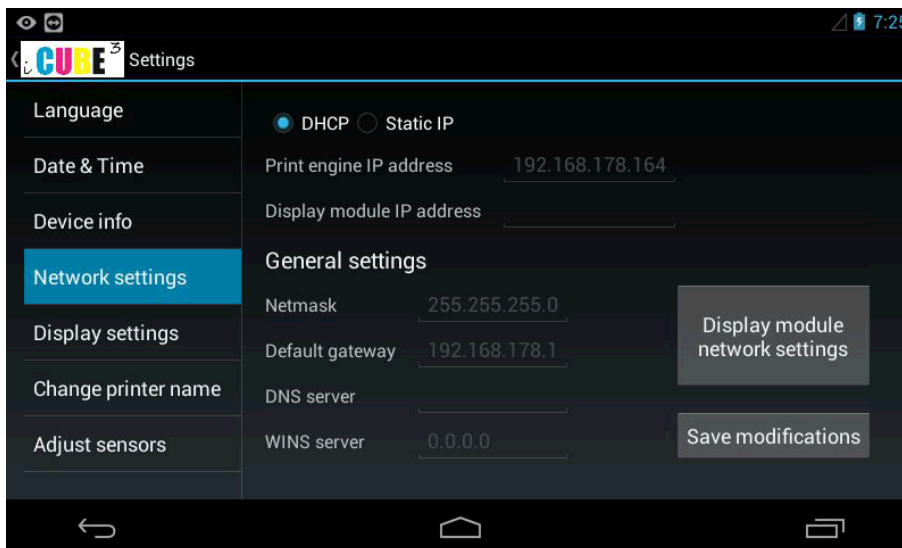 7:25
iCUBE3 Settings
Language
Date & Time
Device info
Network settings
Display settings
Change printer name
Adjust sensors
DHCP Static IP
Print engine IP address 192.168.178.164
Display module IP address
General settings
Netmask 255.255.255.0
Default gateway 192.168.178.1
DNS server
WINS server 0.0.0.0
Display module
network settings
Save modifications